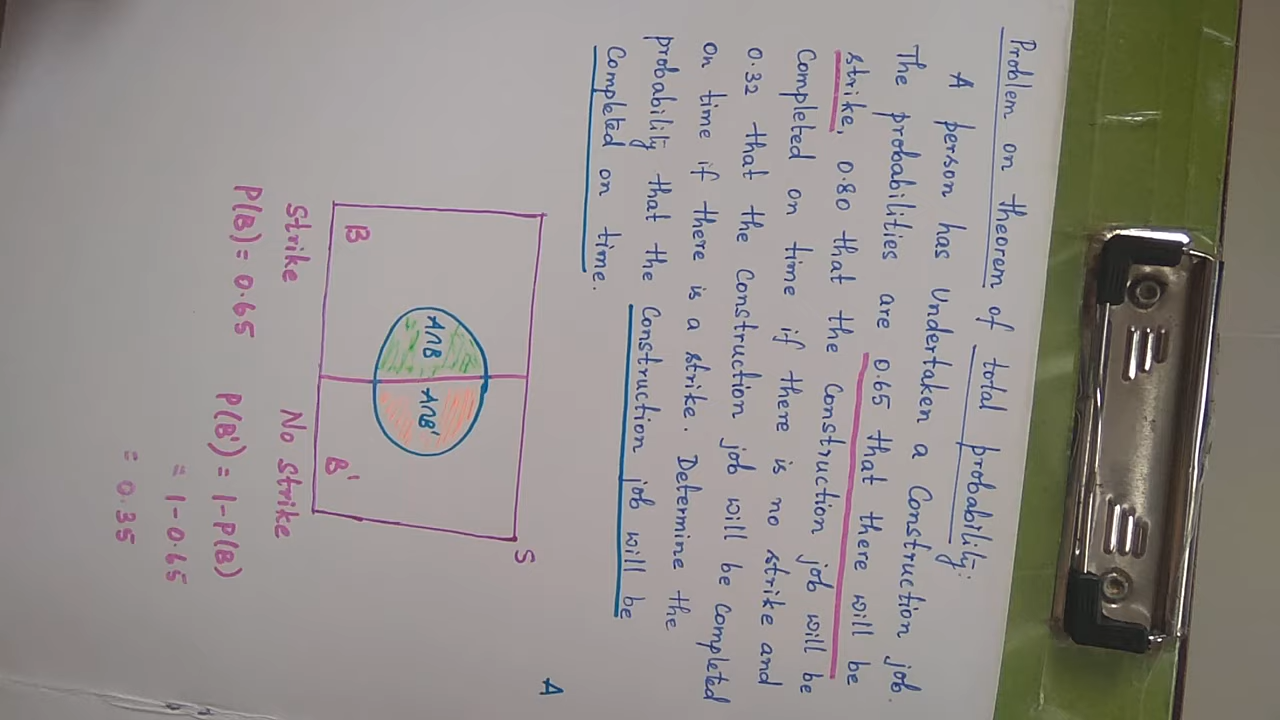 Problem on theorem of total probability:
A person has undertaken a Construction job.
The probabilities are 0.65 that there will be
strike, 0.80 that the Construction job will be
Completed on time if there is no strike and
0.32 that the Construction job will be completed
on time if there is a strike. Determine the
probability that the Construction job will be
Completed on time.
S
A
A∩B A∩B'
B B'
Strike No Strike
P(B) = 0.65 P(B') = 1-P(B)
= 1-0.65
= 0.35